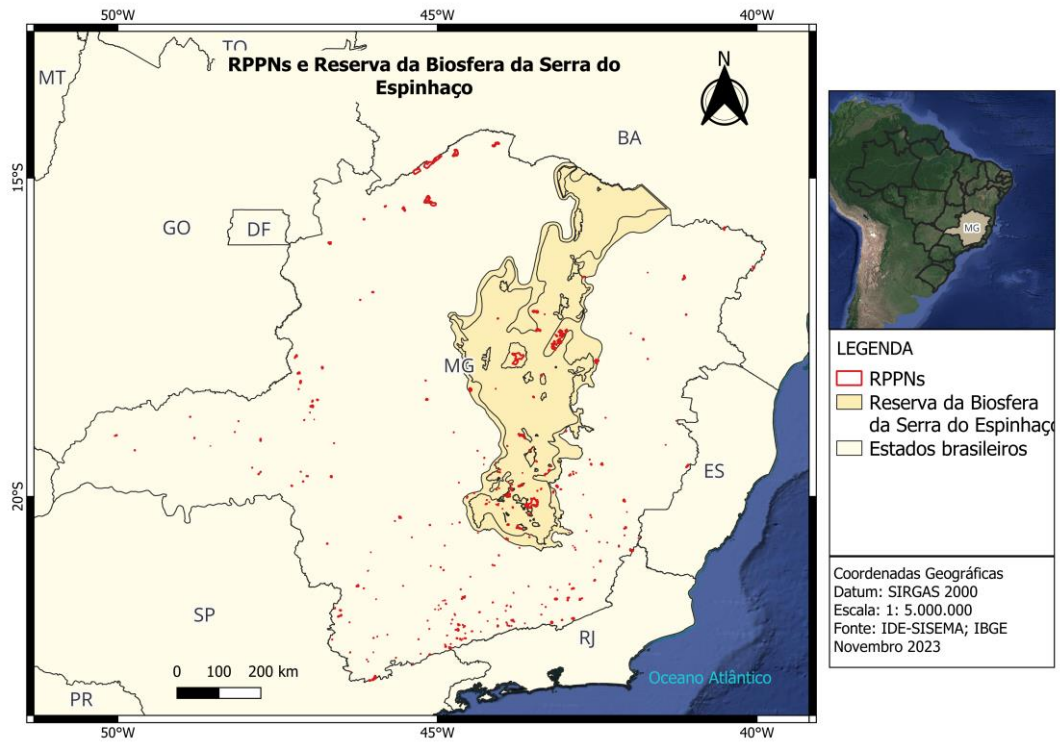 50°W
45°W
40°W
TO
RPPNs e Reserva da Biosfera da Serra do
Espinhaço
N
MT
BA
15°S
15°S
GO
DF
MG
MG
ES
20°S
20°S
SP
RJ
0 100 200 km
Oceano Atlântico
PR
50°W
45°W
40°W
LEGENDA
RPPNs
Reserva da Biosfera
da Serra do Espinhaço
Estados brasileiros
Coordenadas Geográficas
Datum: SIRGAS 2000
Escala: 1: 5.000.000
Fonte: IDE-SISEMA; IBGE
Novembro 2023